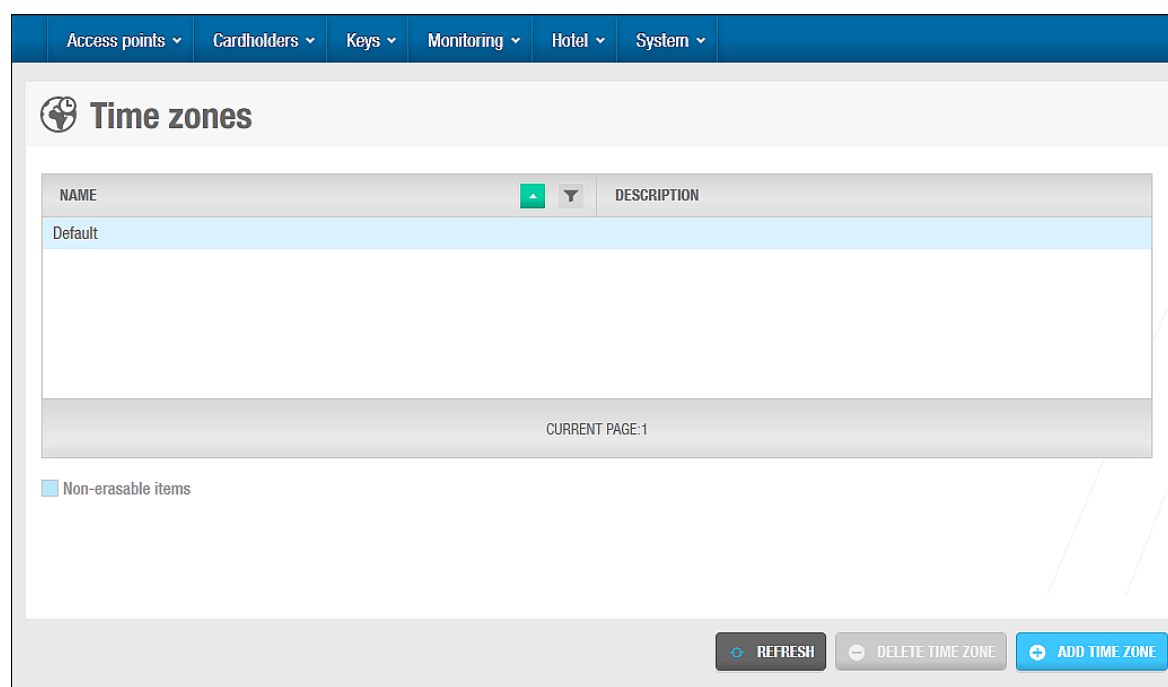 Access points Cardholders Keys Monitoring Hotel System
Time zones
NAME DESCRIPTION
Default
CURRENT PAGE:1
Non-erasable items
REFRESH DELETE TIME ZONE ADD TIME ZONE